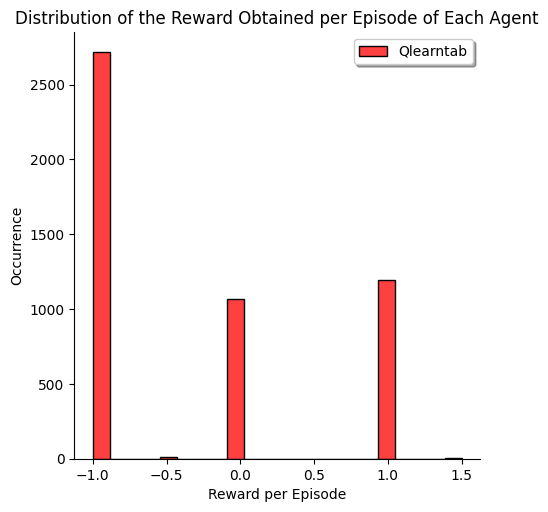 Distribution of the Reward Obtained per Episode of Each Agent
Qlearntab
2500
2000
1500
1000
500
0
−1.0 −0.5 0.0 0.5 1.0 1.5
Occurrence
Reward per Episode